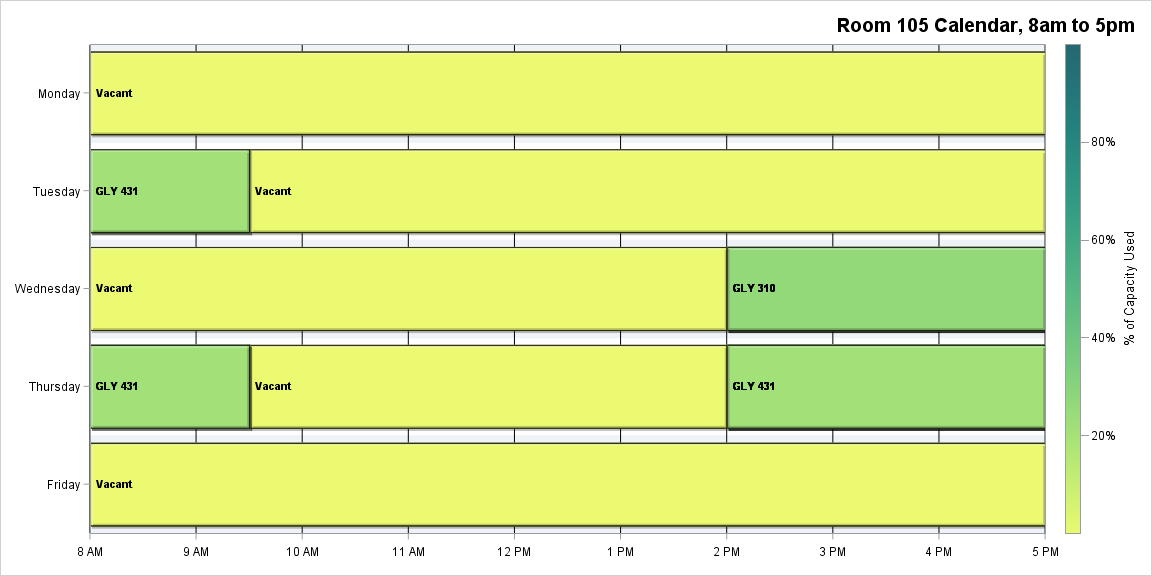 Room 105 Calendar, 8am to 5pm
Monday
Vacant
Tuesday
GLY 431
Vacant
Wednesday
Vacant
GLY 310
Thursday
GLY 431
Vacant
GLY 431
Friday
Vacant
8 AM
9 AM
10 AM
11 AM
12 PM
1 PM
2 PM
3 PM
4 PM
5 PM
80%
60%
40%
20%
% of Capacity Used